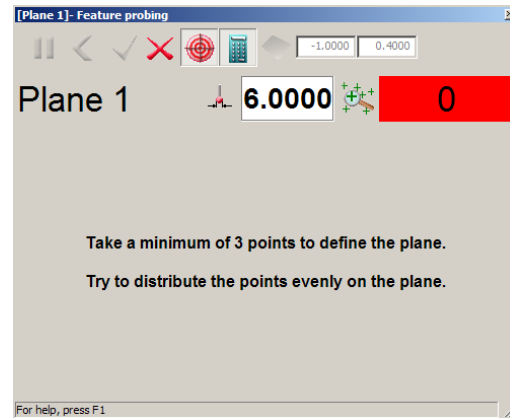 [Plane 1]- Feature probing
-1.0000 0.4000
Plane 1 6.0000 0
Take a minimum of 3 points to define the plane.
Try to distribute the points evenly on the plane.
For help, press F1